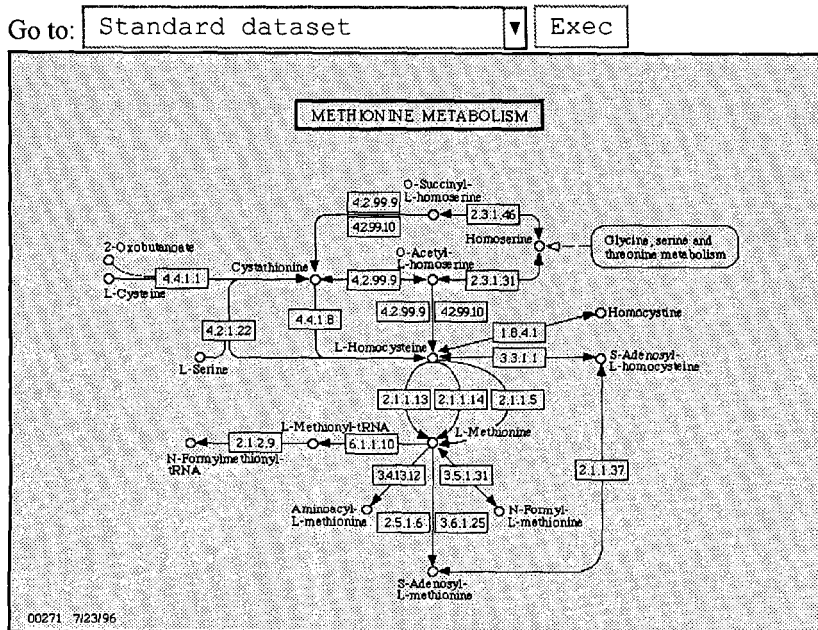 Go to: Standard dataset Exec
METHIONINE METABOLISM
O-Succinyl-
L-homoserine
4.2.99.9
42.99.10
2.3.1.46
Homoserine
Glycine, serine and
threonine metabolism
2-Oxobutanoate
L-Cysteine
4.4.1.1
Cystathionine
4.2.99.9
O-Acetyl-
L-homoserine
2.3.1.31
4.2.1.22
4.4.1.8
4.2.99.9
42.99.10
1.8.4.1
Homocystine
L-Serine
L-Homocysteine
3.3.1.1
S-Adenosyl-
L-homocysteine
2.1.1.13
2.1.1.14
2.1.1.5
L-Methionyl-tRNA
L-Methionine
2.1.2.9
6.1.1.10
N-Formylmethionyl-
tRNA
3.4.13.12
3.5.1.31
2.1.1.37
Aminoacyl-
L-methionine
2.5.1.6
3.6.1.25
N-Formyl-
L-methionine
S-Adenosyl-
L-methionine
00271 7/23/96